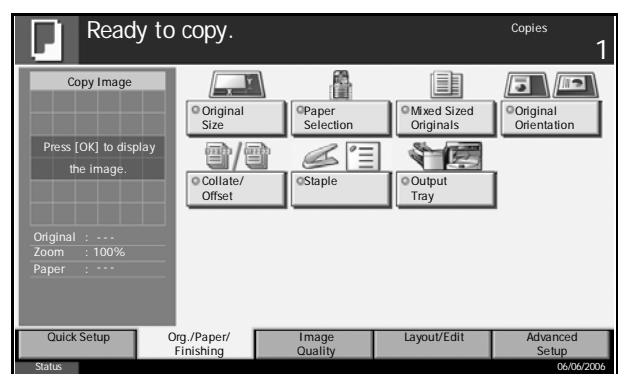 Ready to copy.
Copies
1
Copy Image
Press [OK] to display
the image.
Original : ---
Zoom : 100%
Paper : ---
Original
Size
Paper
Selection
Mixed Sized
Originals
Original
Orientation
Collate/
Offset
Staple
Output
Tray
Quick Setup
Org./Paper/
Finishing
Image
Quality
Layout/Edit
Advanced
Setup
Status
06/06/2006